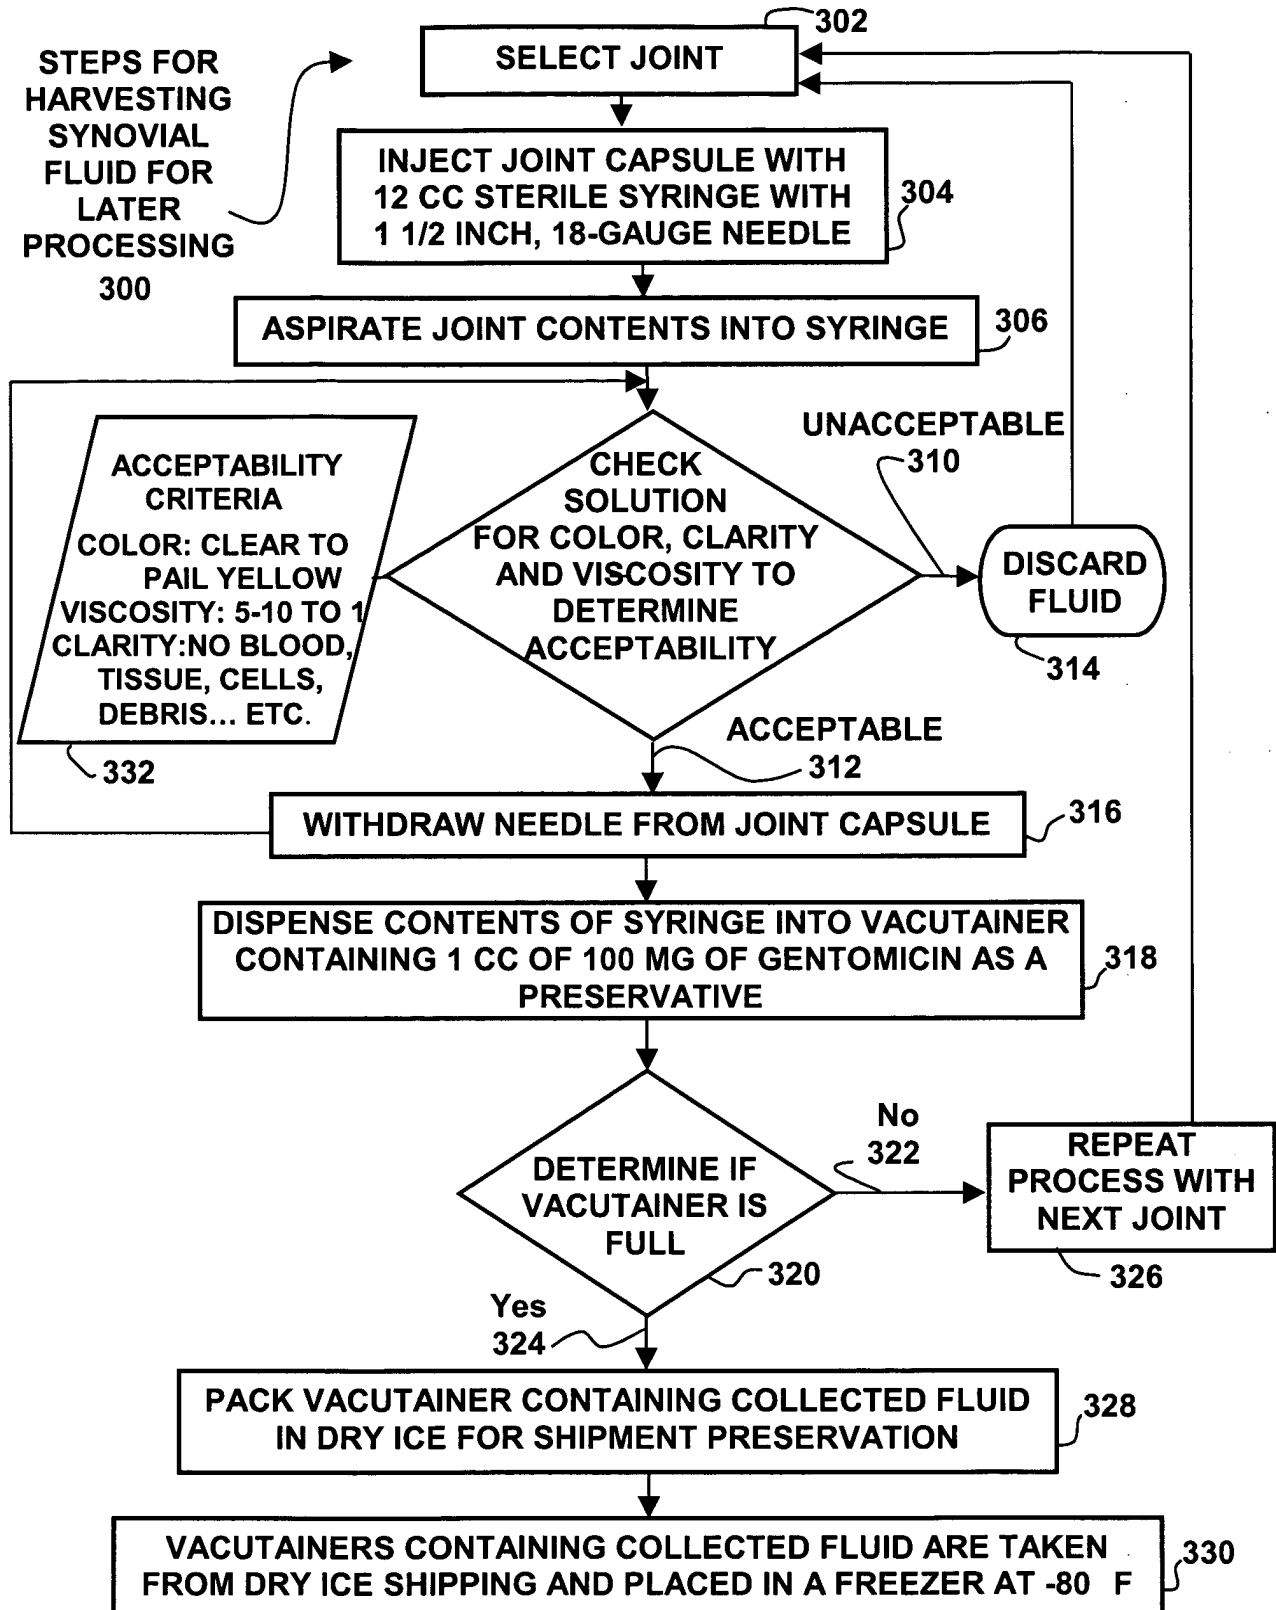 302
SELECT JOINT
STEPS FOR
HARVESTING
SYNOVIAL
FLUID FOR
LATER
PROCESSING
300
INJECT JOINT CAPSULE WITH
12 CC STERILE SYRINGE WITH
1 1/2 INCH, 18-GAUGE NEEDLE
304
ASPIRATE JOINT CONTENTS INTO SYRINGE
306
CHECK
SOLUTION
FOR COLOR, CLARITY
AND VISCOSITY TO
DETERMINE
ACCEPTABILITY
ACCEPTABILITY
CRITERIA
COLOR: CLEAR TO
PAIL YELLOW
VISCOSITY: 5-10 TO 1
CLARITY:NO BLOOD,
TISSUE, CELLS,
DEBRIS... ETC.
332
UNACCEPTABLE
310
DISCARD
FLUID
314
ACCEPTABLE
312
WITHDRAW NEEDLE FROM JOINT CAPSULE
316
DISPENSE CONTENTS OF SYRINGE INTO VACUTAINER
CONTAINING 1 CC OF 100 MG OF GENTOMICIN AS A
PRESERVATIVE
318
DETERMINE IF
VACUTAINER IS
FULL
320
No
322
REPEAT
PROCESS WITH
NEXT JOINT
326
Yes
324
PACK VACUTAINER CONTAINING COLLECTED FLUID
IN DRY ICE FOR SHIPMENT PRESERVATION
328
VACUTAINERS CONTAINING COLLECTED FLUID ARE TAKEN
FROM DRY ICE SHIPPING AND PLACED IN A FREEZER AT -80 F
330